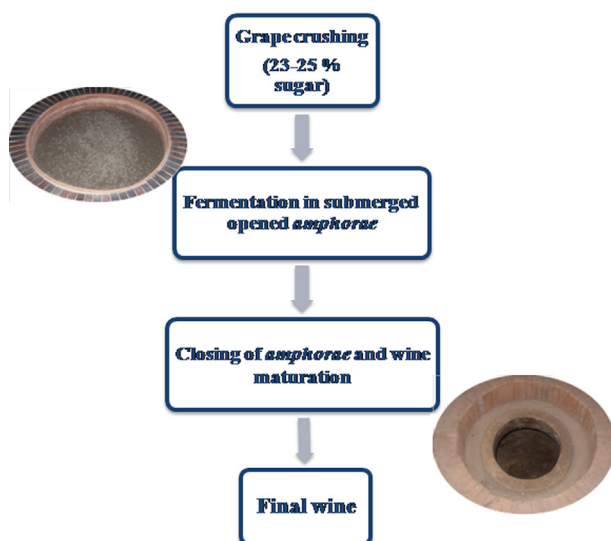 Grape crushing
(23-25 %
sugar)
Fermentation in submerged
opened amphorae
Closing of amphorae and wine
maturation
Final wine